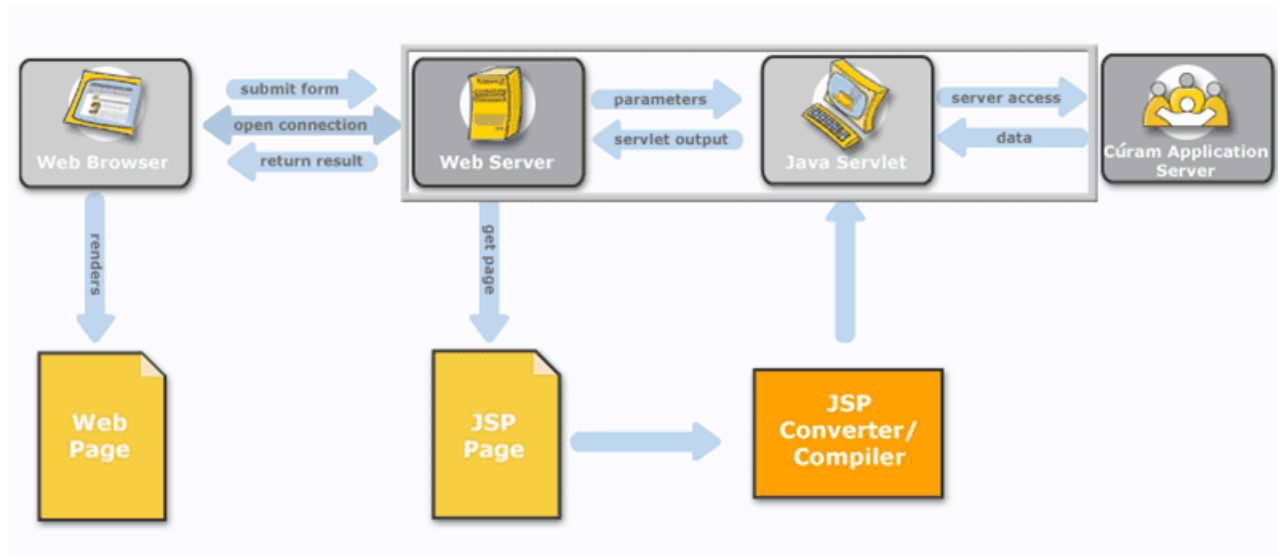 submit form
open connection
return result
Web Browser
parameters
servlet output
Web Server
server access
data
Java Servlet
Cúram Application
Server
renders
get page
Web
Page
JSP
Page
JSP
Converter/
Compiler